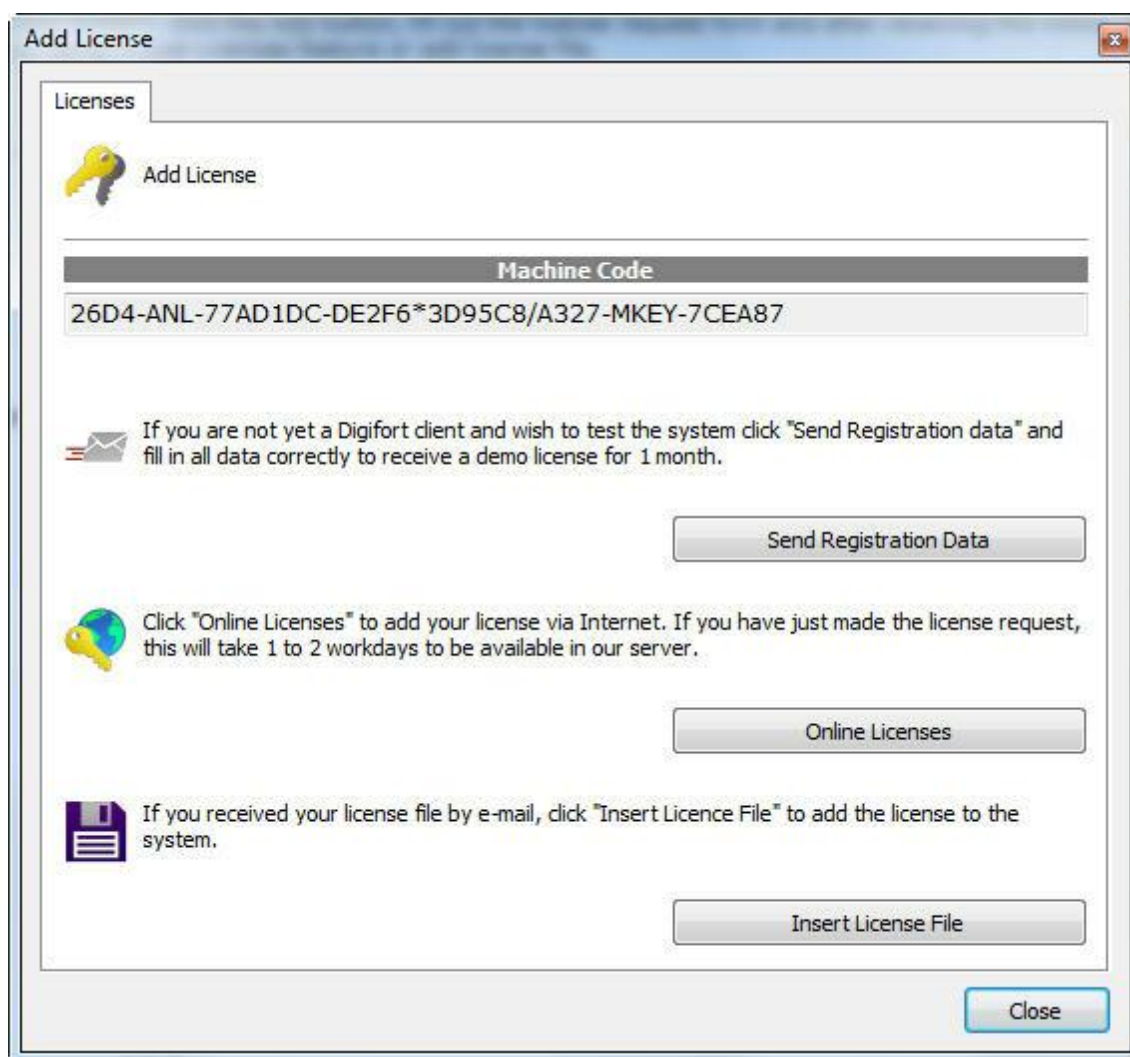 Add License
Licenses
Add License
Machine Code
26D4-ANL-77AD1DC-DE2F6*3D95C8/A327-MKEY-7CEA87
If you are not yet a Digifort client and wish to test the system click "Send Registration data" and
fill in all data correctly to receive a demo license for 1 month.
Send Registration Data
Click "Online Licenses" to add your license via Internet. If you have just made the license request,
this will take 1 to 2 workdays to be available in our server.
Online Licenses
If you received your license file by e-mail, click "Insert Licence File" to add the license to the
system.
Insert License File
Close